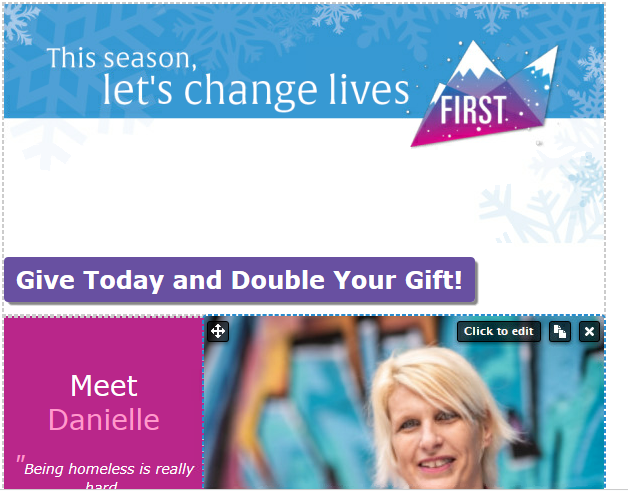 This season,
let's change lives
FIRST
Give Today and Double Your Gift!
Click to edit
Meet
Danielle
"Being homeless is really
hard